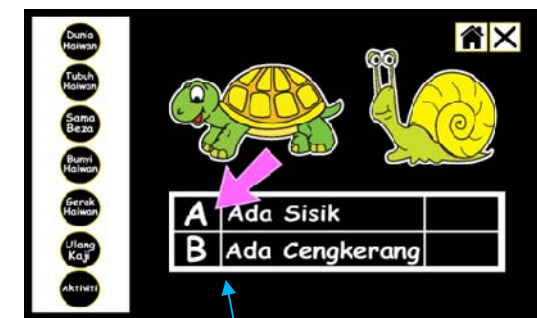 Dunia
Haiwan
Tubuh
Haiwan
Sama
Beza
Bunyi
Haiwan
Gerak
Haiwan
Ulang
Kaji
Aktiviti
A Ada Sisik
B Ada Cengkerang